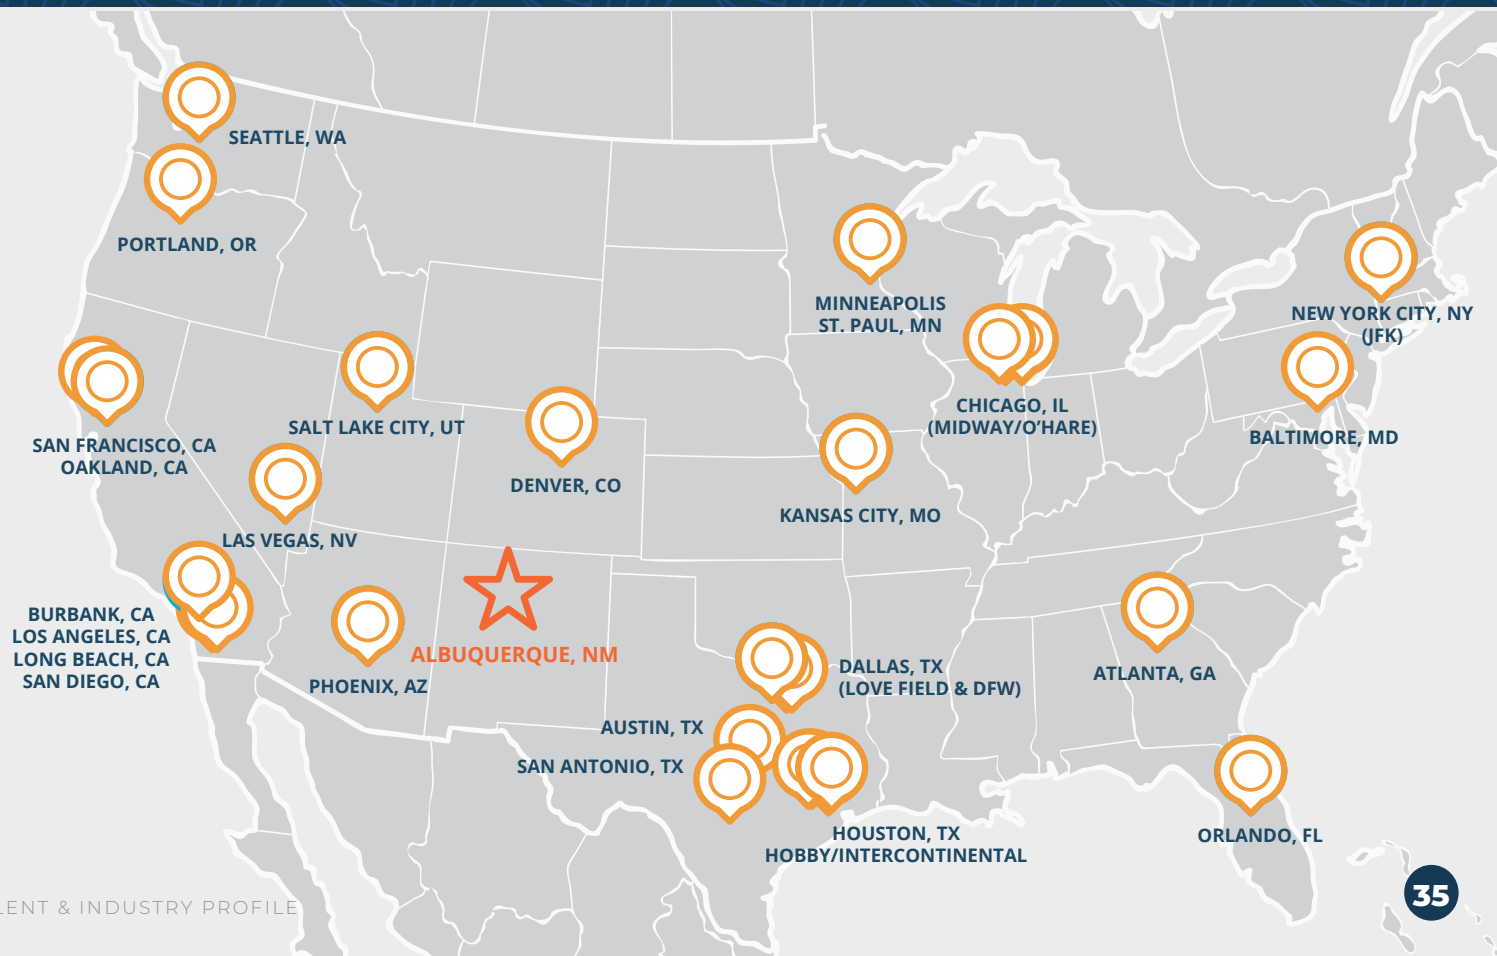 SEATTLE, WA
PORTLAND, OR
MINNEAPOLIS
ST. PAUL, MN
NEW YORK CITY, NY
(JFK)
CHICAGO, IL
(MIDWAY/O'HARE)
BALTIMORE, MD
SALT LAKE CITY, UT
SAN FRANCISCO, CA
OAKLAND, CA
DENVER, CO
KANSAS CITY, MO
LAS VEGAS, NV
BURBANK, CA
LOS ANGELES, CA
LONG BEACH, CA
SAN DIEGO, CA
ALBUQUERQUE, NM
PHOENIX, AZ
DALLAS, TX
(LOVE FIELD & DFW)
ATLANTA, GA
AUSTIN, TX
SAN ANTONIO, TX
HOUSTON, TX
HOBBY/INTERCONTINENTAL
ORLANDO, FL
LENT & INDUSTRY PROFILE
35